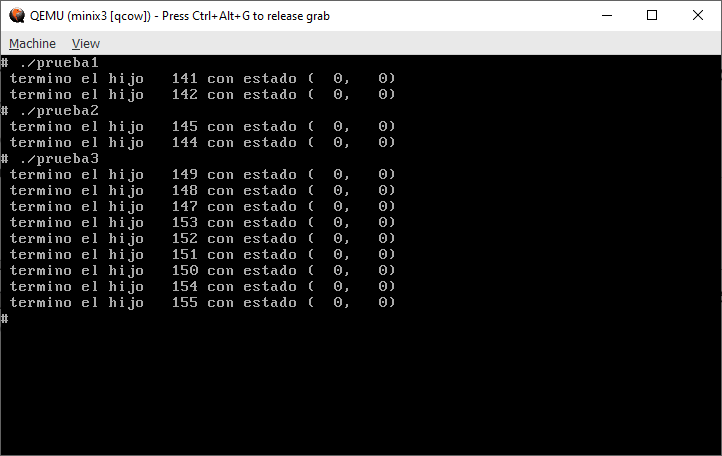 QEMU (minix3 [qcow]) - Press Ctrl+Alt+G to release grab
Machine View
# ./prueba1
termino el hijo 141 con estado ( 0, 0)
termino el hijo 142 con estado ( 0, 0)
# ./prueba2
termino el hijo 145 con estado ( 0, 0)
termino el hijo 144 con estado ( 0, 0)
# ./prueba3
termino el hijo 149 con estado ( 0, 0)
termino el hijo 148 con estado ( 0, 0)
termino el hijo 147 con estado ( 0, 0)
termino el hijo 153 con estado ( 0, 0)
termino el hijo 152 con estado ( 0, 0)
termino el hijo 151 con estado ( 0, 0)
termino el hijo 150 con estado ( 0, 0)
termino el hijo 154 con estado ( 0, 0)
termino el hijo 155 con estado ( 0, 0)
#